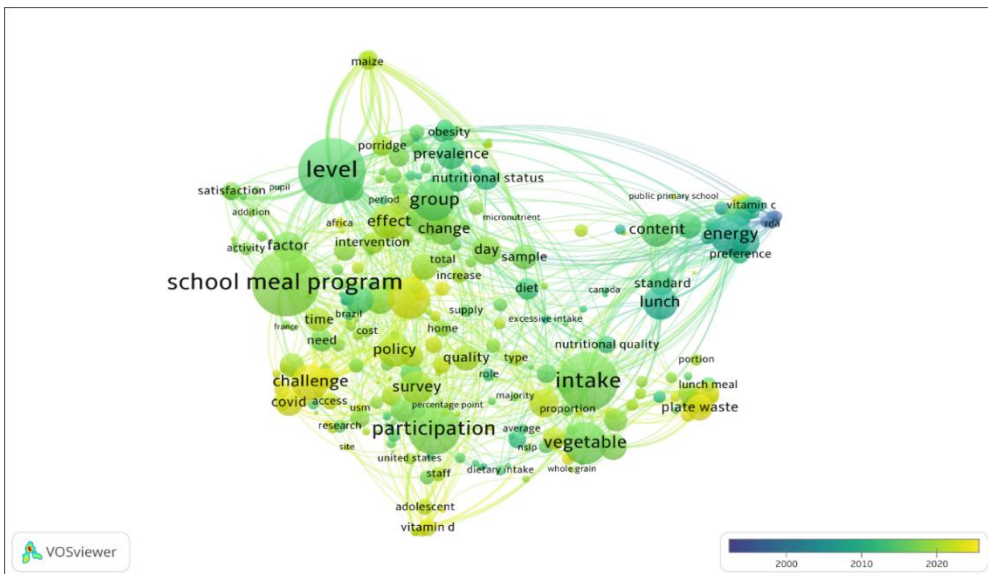 maize
obesity
porridge
prevalence
level
nutritional status
satisfaction
pupil
period
group
public primary school
vitamin c
addition
africa
effect
micronutrient
rda
change
content
energy
activity
factor
intervention
day
sample
preference
total
school meal program
increase
standard
diet
canada
lunch
time
brazil
supply
excessive intake
france
cost
home
need
nutritional quality
policy
quality
type
portion
challenge
role
intake
lunch meal
survey
covid
access
majority
usm
percentage point
proportion
plate waste
research
participation
average
site
nslp
vegetable
united states
dietary intake
whole grain
staff
adolescent
vitamin d
VOSviewer
2000 2010 2020